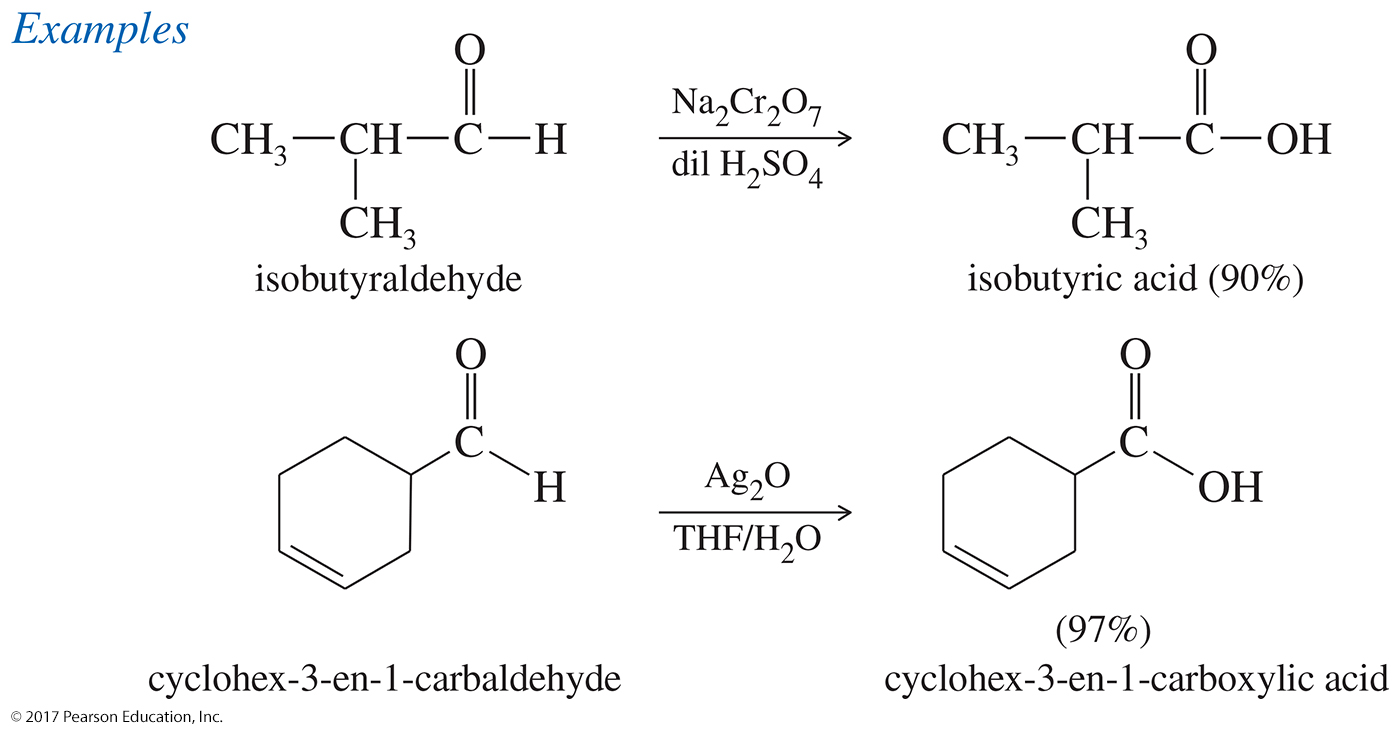 Examples
O
Na₂Cr₂O₇
O
CH₃—CH—C—H
dil H₂SO₄
CH₃—CH—C—OH
CH₃
CH₃
isobutyraldehyde
isobutyric acid (90%)
O
O
C
H
Ag₂O
THF/H₂O
C
OH
(97%)
cyclohex-3-en-1-carbaldehyde
cyclohex-3-en-1-carboxylic acid
© 2017 Pearson Education, Inc.